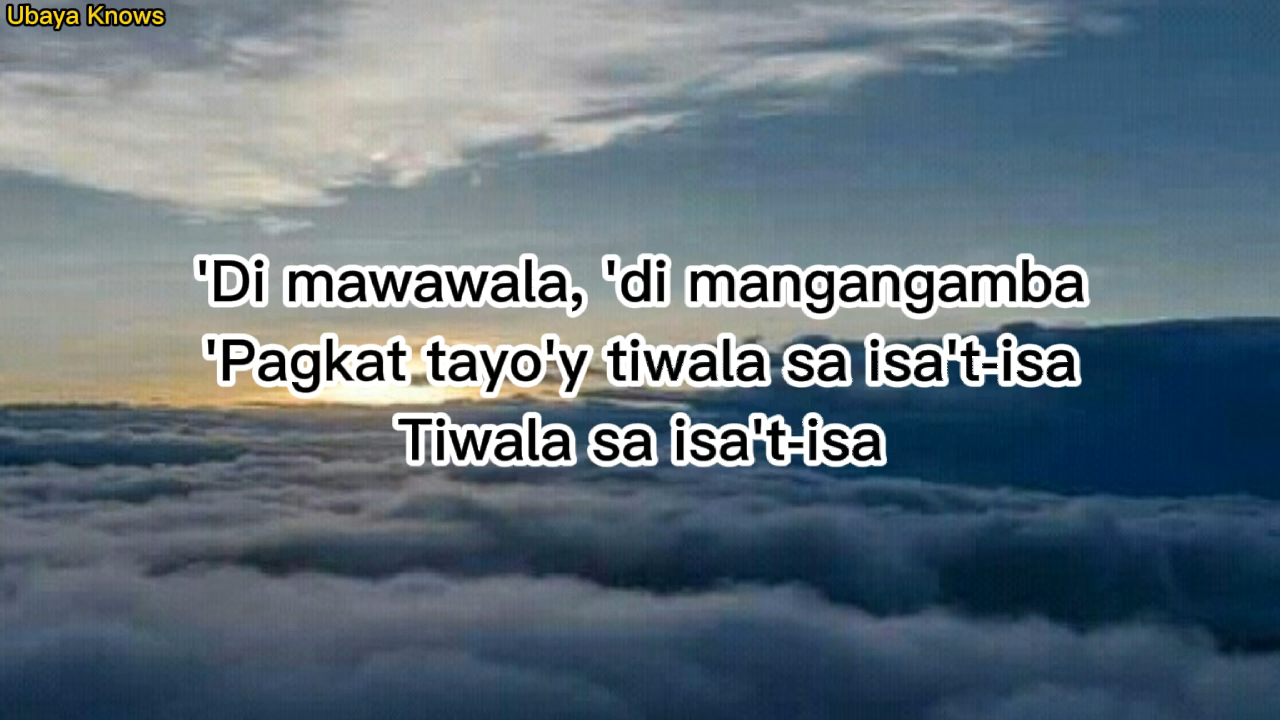 Ubaya Knows
'Di mawawala, 'di mangangamba
'Pagkat tayo'y tiwala sa isa't-isa
Tiwala sa isa't-isa